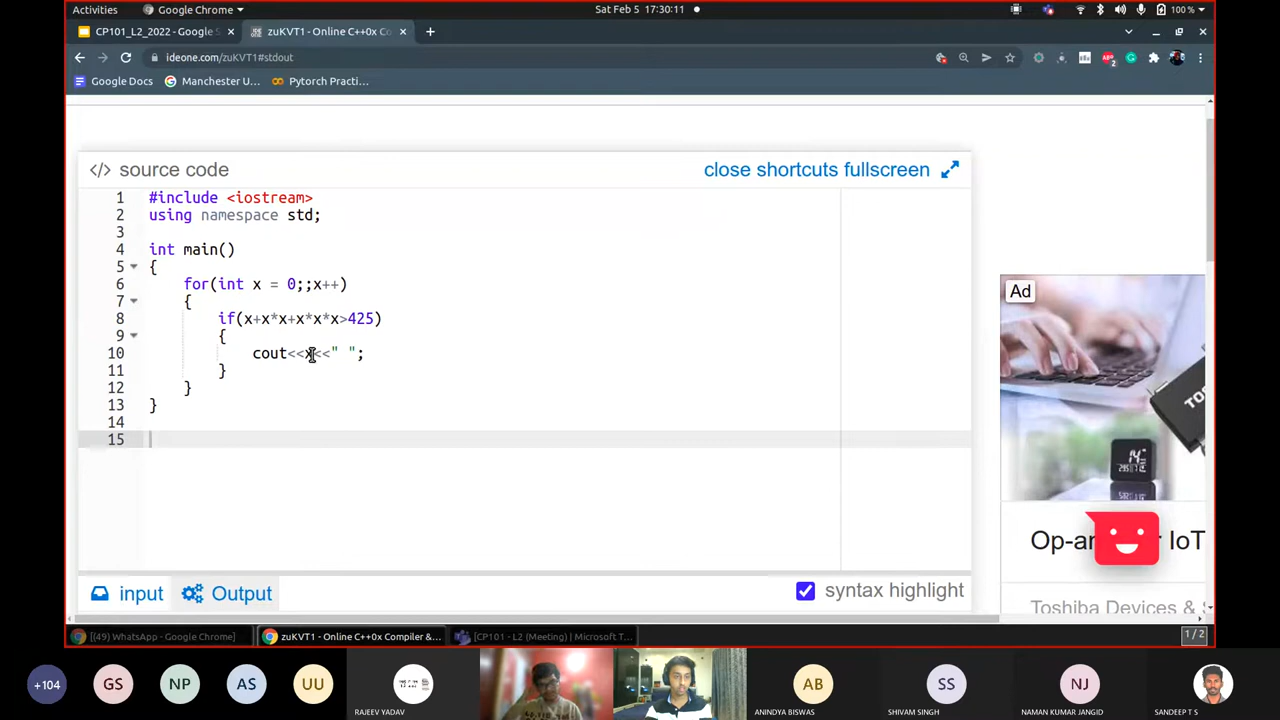 Activities Google Chrome Sat Feb 5 17:30:11 100 %
CP101_L2_2022 - Google S zuKVT1 - Online C++0x Co
ideone.com/zuKVT1#stdout
Google Docs Manchester U... Pytorch Practi...
</> source code close shortcuts fullscreen
1 #include <iostream>
2 using namespace std;
3
4 int main()
5 {
6 for(int x = 0;;x++)
7 {
8 if(x+x*x+x*x*x>425)
9 {
10 cout<<x<<" ";
11 }
12 }
13 }
14
15
Ad
TOS
Op-am r IoT
Toshiba Devices & S
input Output syntax highlight
[(49) WhatsApp - Google Chrome] zuKVT1 - Online C++0x Compiler &... [CP101 - L2 (Meeting) | Microsoft T... 1 / 2
+104 GS NP AS UU RAJEEV YADAV AB ANINDYA BISWAS SS SHIVAM SINGH NJ NAMAN KUMAR JANGID SANDEEP T S